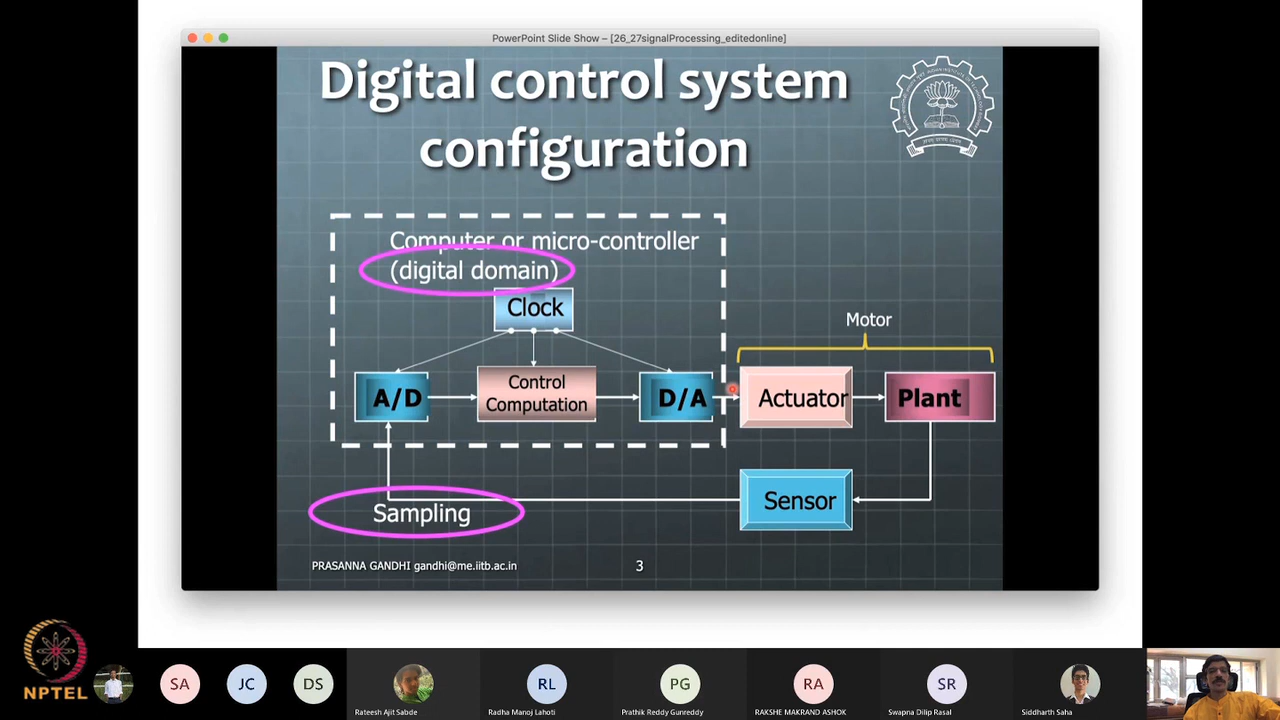 PowerPoint Slide Show – [26_27signalProcessing_editedonline]
Digital control system
configuration
Computer or micro-controller
(digital domain)
Clock
Motor
A/D
Control
Computation
D/A
Actuator
Plant
Sensor
Sampling
PRASANNA GANDHI gandhi@me.iitb.ac.in
3
NPTEL
SA
JC
DS
RL
PG
RA
SR
Rateesh Ajit Sabde
Radha Manoj Lahoti
Prathik Reddy Gunreddy
RAKSHE MAKRAND ASHOK
Swapna Dilip Rasal
Siddharth Saha